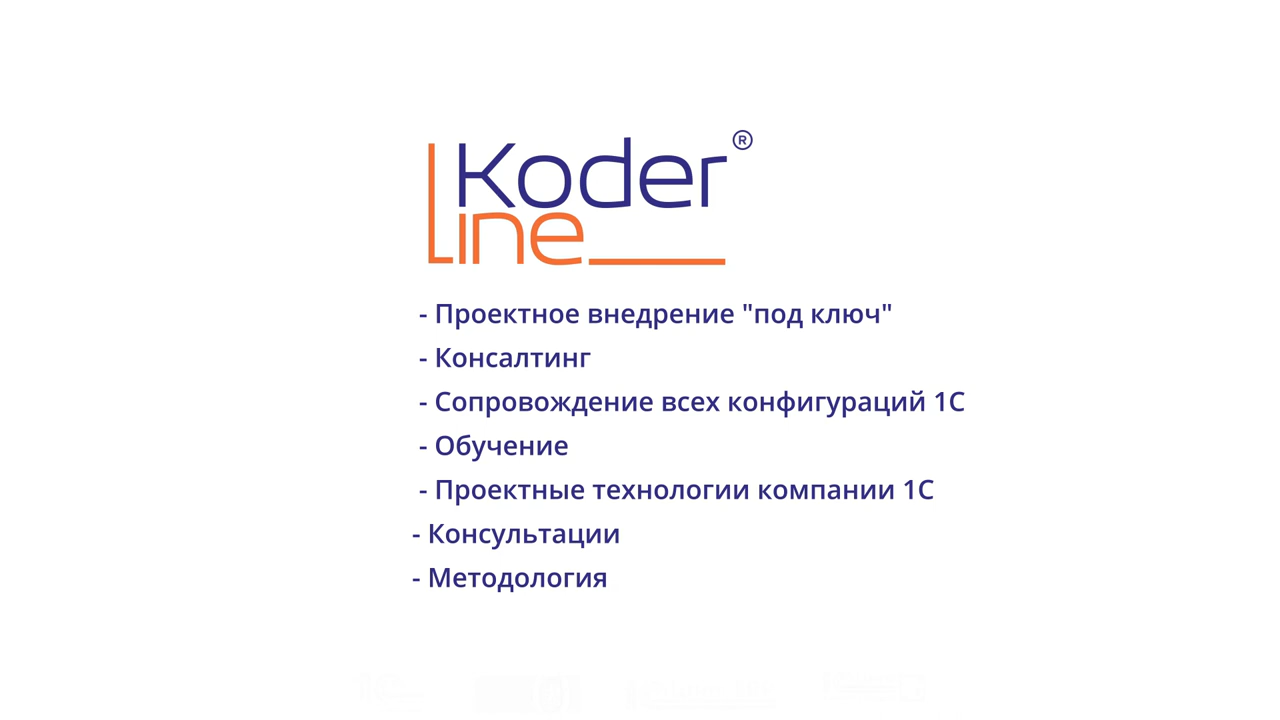 Koder®
Line
- Проектное внедрение "под ключ"
- Консалтинг
- Сопровождение всех конфигураций 1С
- Обучение
- Проектные технологии компании 1С
- Консультации
- Методология